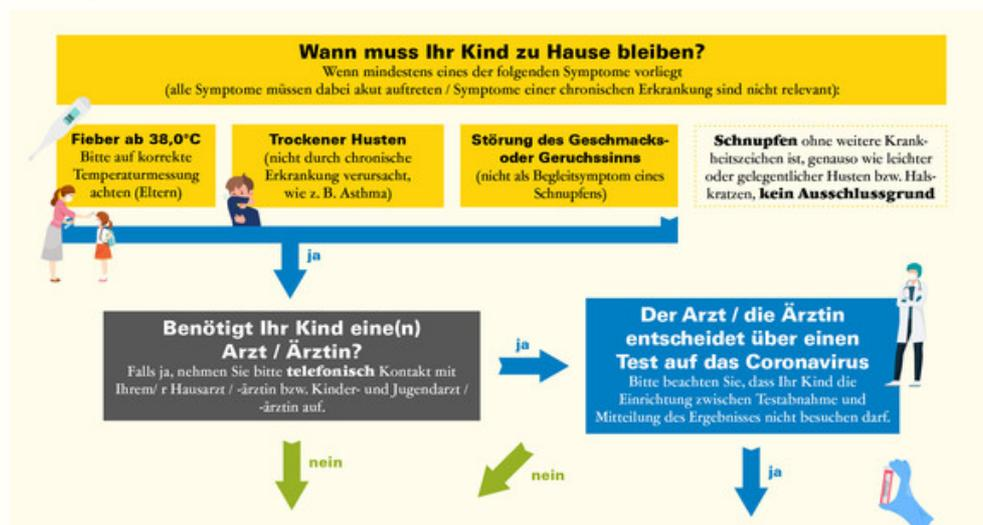 Wann muss Ihr Kind zu Hause bleiben?
Wenn mindestens eines der folgenden Symptome vorliegt
(alle Symptome müssen dabei akut auftreten / Symptome einer chronischen Erkrankung sind nicht relevant):
Fieber ab 38,0°C
Bitte auf korrekte
Temperaturmessung
achten (Eltern)
Trockener Husten
(nicht durch chronische
Erkrankung verursacht,
wie z. B. Asthma)
Störung des Geschmacks-
oder Geruchssinns
(nicht als Begleitsymptom eines
Schnupfens)
Schnupfen ohne weitere Krank-
heitszeichen ist, genauso wie leichter
oder gelegentlicher Husten bzw. Hals-
kratzen, kein Ausschlussgrund
ja
Benötigt Ihr Kind eine(n)
Arzt / Ärztin?
Falls ja, nehmen Sie bitte telefonisch Kontakt mit
Ihrem/ r Hausarzt / -ärztin bzw. Kinder- und Jugendarzt /
-ärztin auf.
ja
Der Arzt / die Ärztin
entscheidet über einen
Test auf das Coronavirus
Bitte beachten Sie, dass Ihr Kind die
Einrichtung zwischen Testabnahme und
Mitteilung des Ergebnisses nicht besuchen darf.
nein
nein
ja